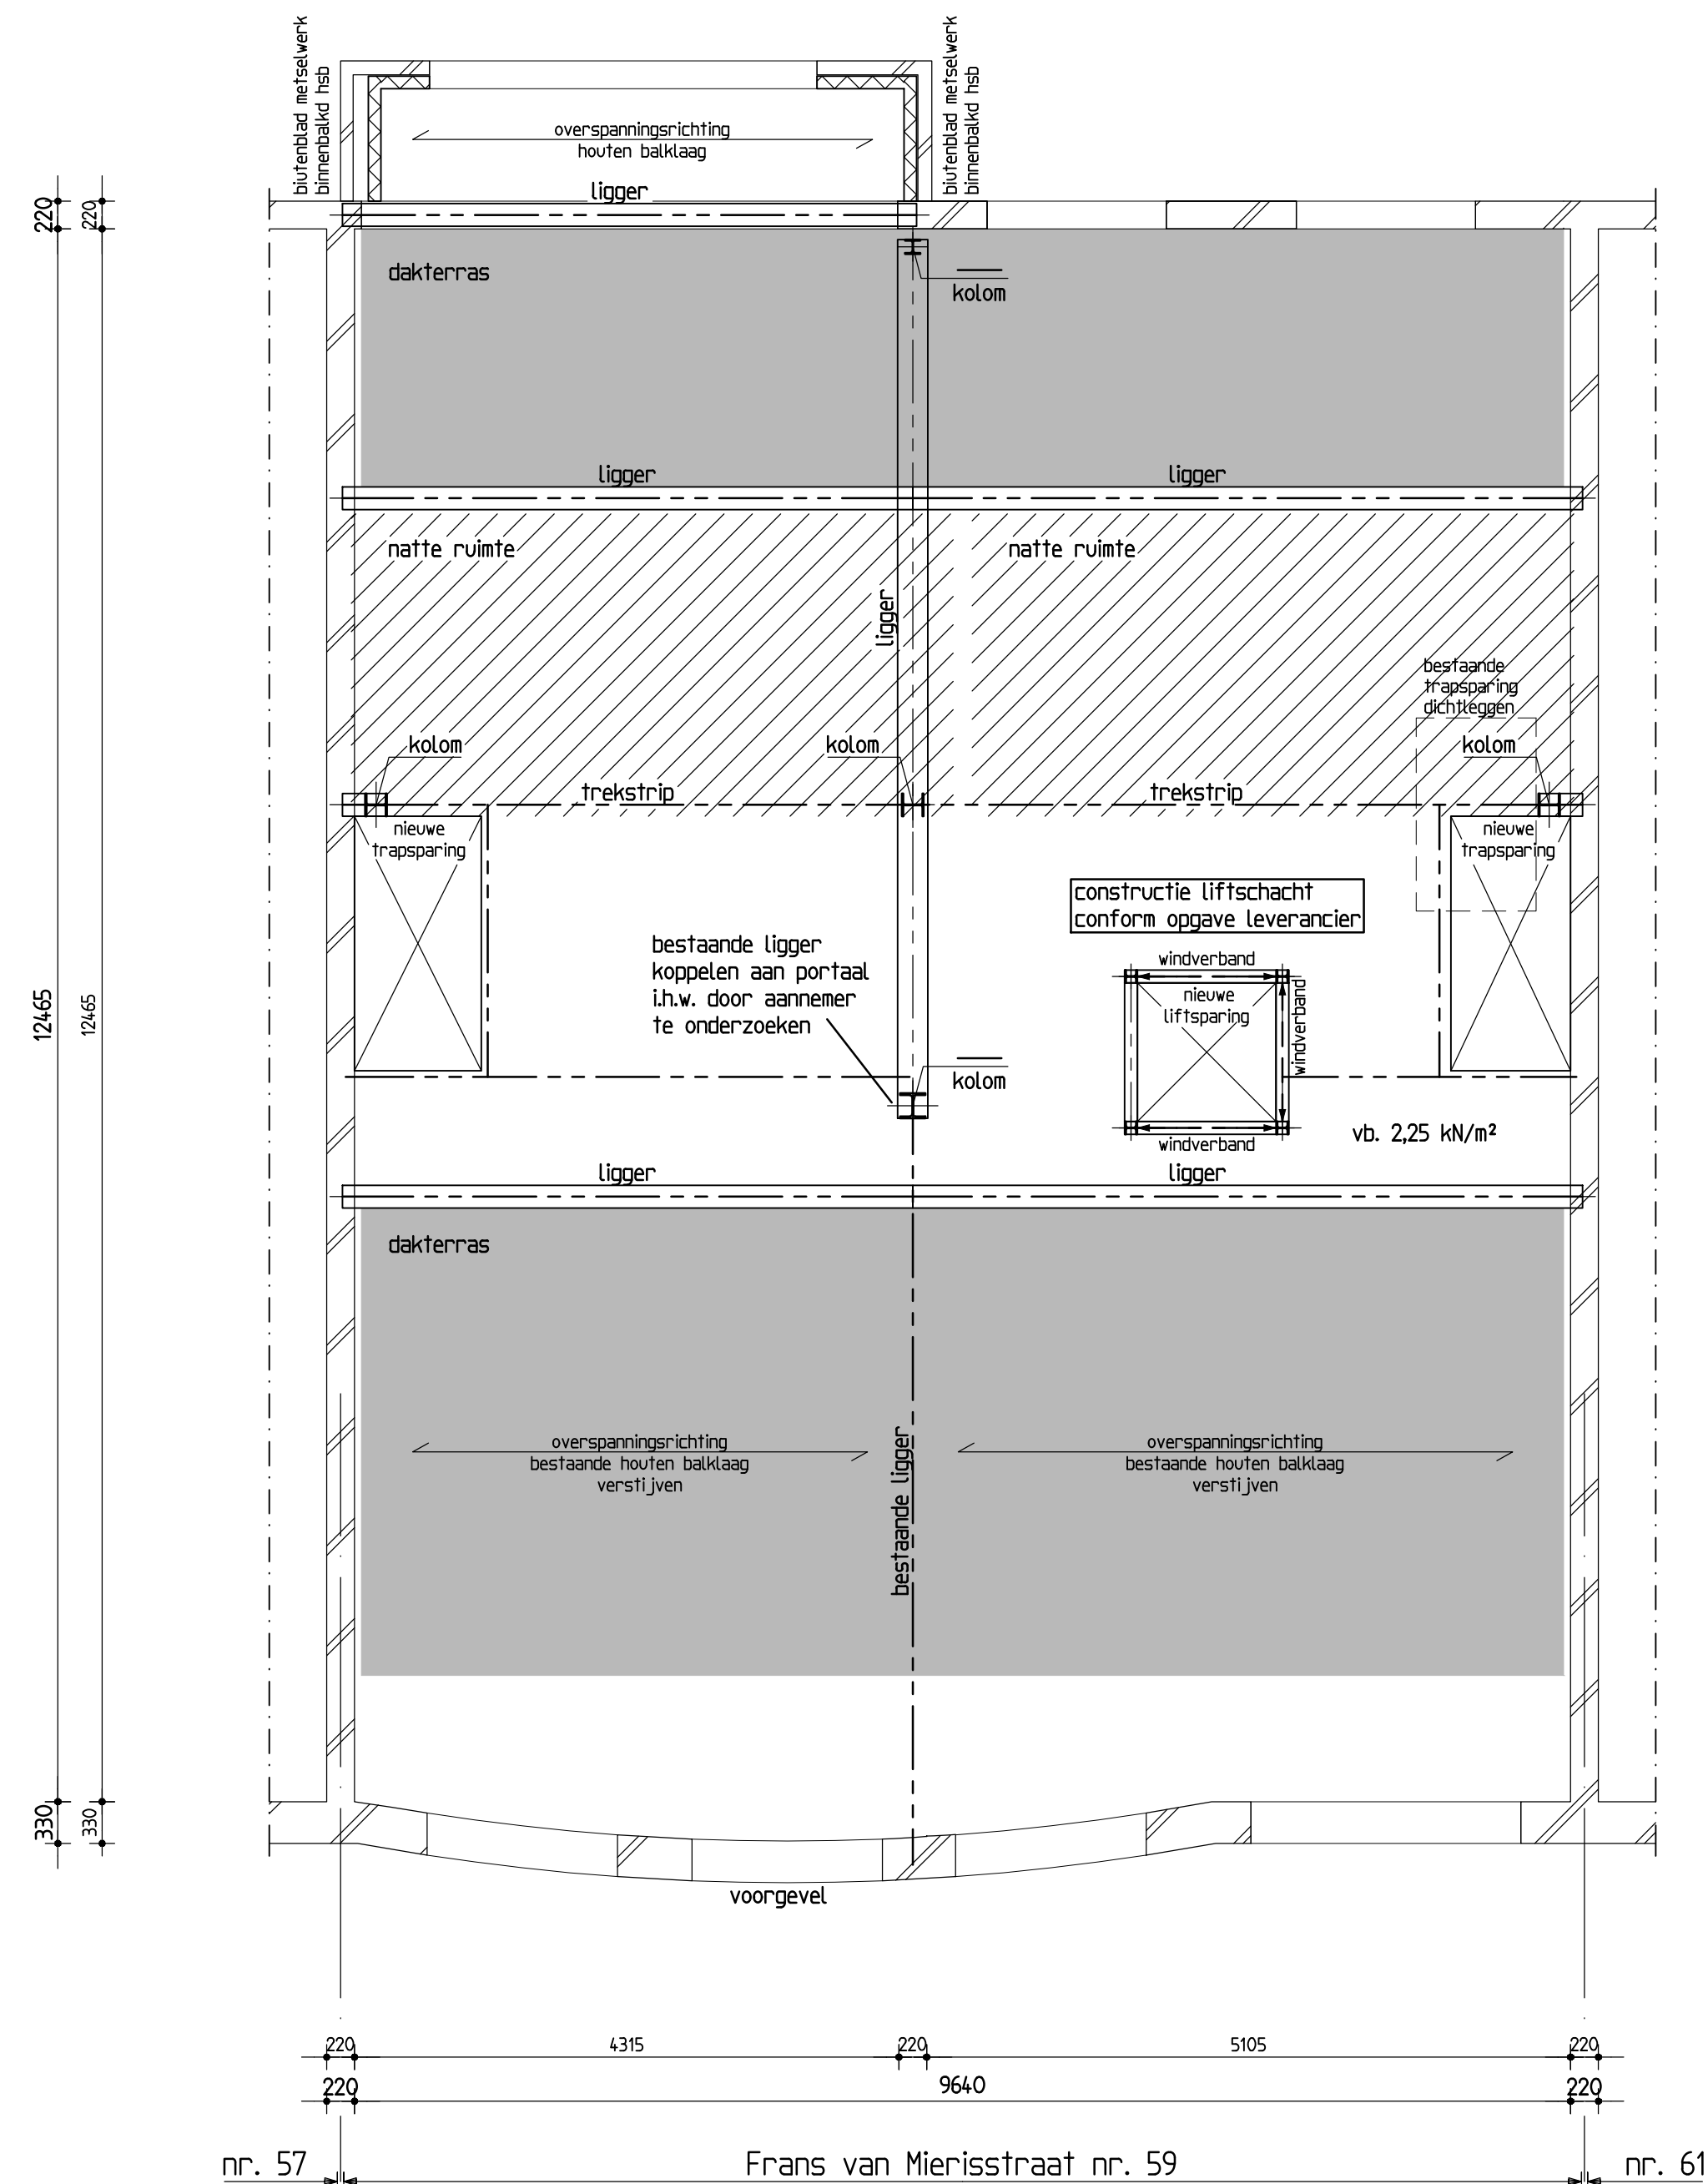 biutenblad metselwerk
binnenbalkd hsb
biutenblad metselwerk
binnenbalkd hsb
overspanningsrichting
houten balklaag
ligger
220
220
dakterras
kolom
ligger
ligger
natte ruimte
natte ruimte
ligger
bestaande
trapsparing
dichtleggen
kolom
kolom
kolom
trekstrip
trekstrip
nieuwe
trapsparing
nieuwe
trapsparing
constructie liftschacht
conform opgave leverancier
bestaande ligger
koppelen aan portaal
i.h.w. door aannemer
te onderzoeken
windverband
nieuwe
liftsparing
windverband
12465
12465
kolom
vb. 2,25 kN/m²
windverband
ligger
ligger
dakterras
overspanningsrichting
bestaande houten balklaag
verstijven
bestaande ligger
overspanningsrichting
bestaande houten balklaag
verstijven
330
330
voorgevel
220
4315
220
5105
220
220
9640
220
nr. 57
Frans van Mierisstraat nr. 59
nr. 61